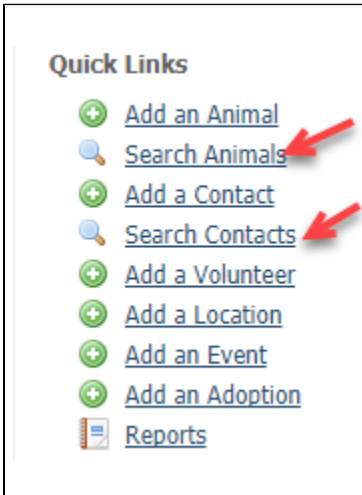 Quick Links
Add an Animal
Search Animals
Add a Contact
Search Contacts
Add a Volunteer
Add a Location
Add an Event
Add an Adoption
Reports